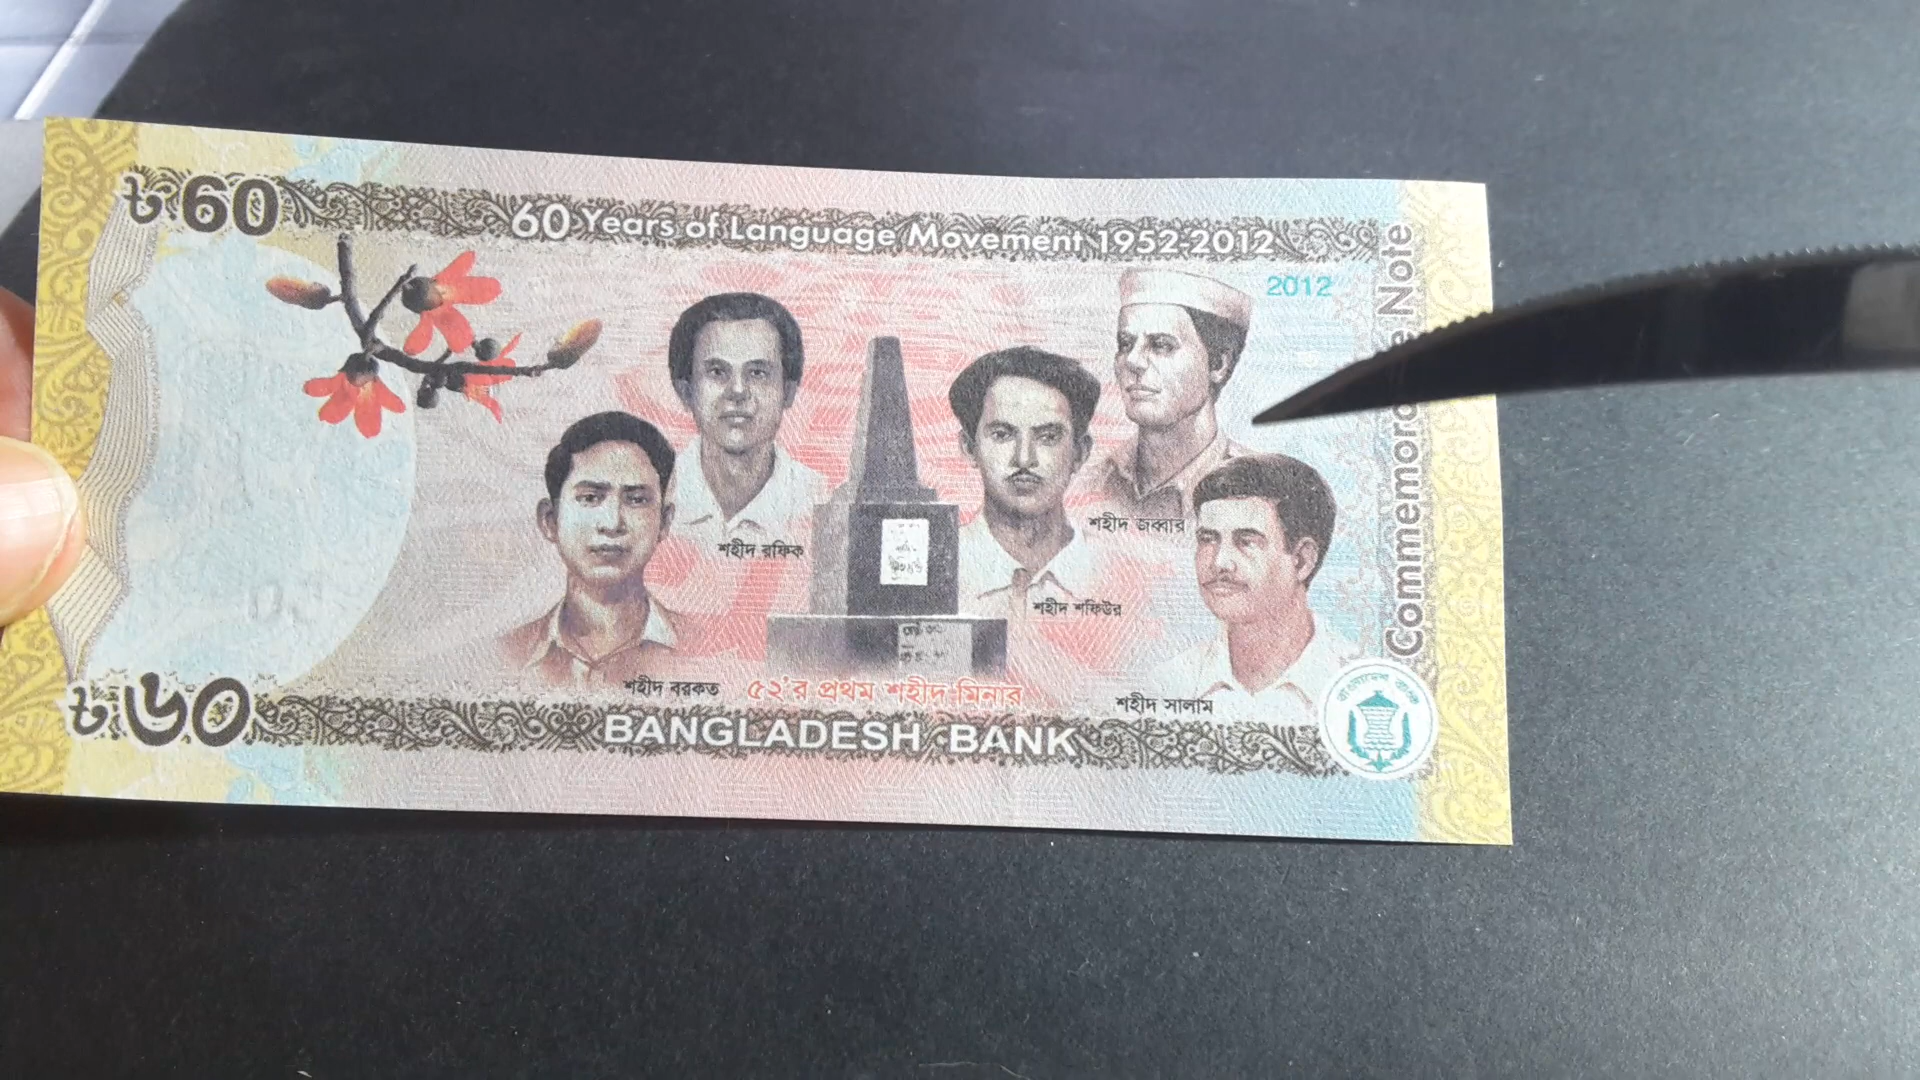 ৳60
60 Years of Language Movement 1952-2012
2012
Commemorative Note
শহীদ রফিক
শহীদ জব্বার
শহীদ শফিউর
শহীদ বরকত
৫২'র প্রথম শহীদ মিনার
শহীদ সালাম
৳৬০
BANGLADESH BANK